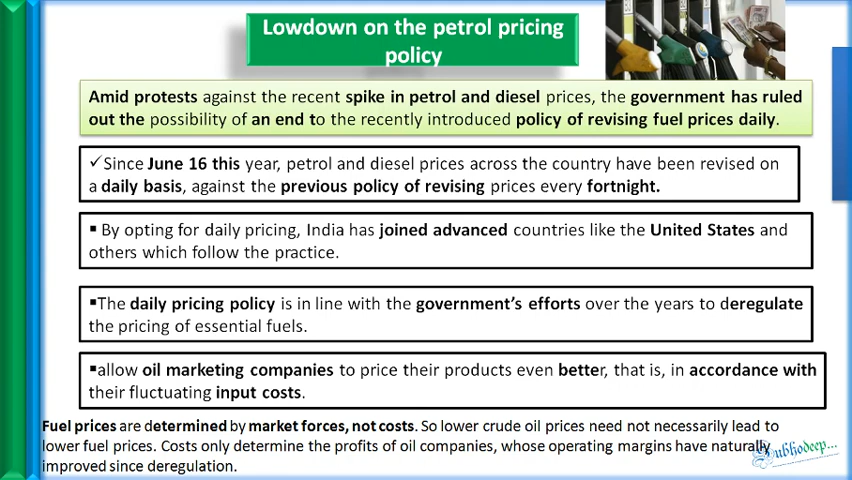 Lowdown on the petrol pricing
policy
Amid protests against the recent spike in petrol and diesel prices, the government has ruled
out the possibility of an end to the recently introduced policy of revising fuel prices daily.
✓Since June 16 this year, petrol and diesel prices across the country have been revised on
a daily basis, against the previous policy of revising prices every fortnight.
▪ By opting for daily pricing, India has joined advanced countries like the United States and
others which follow the practice.
▪The daily pricing policy is in line with the government's efforts over the years to deregulate
the pricing of essential fuels.
▪allow oil marketing companies to price their products even better, that is, in accordance with
their fluctuating input costs.
Fuel prices are determined by market forces, not costs. So lower crude oil prices need not necessarily lead to
lower fuel prices. Costs only determine the profits of oil companies, whose operating margins have naturally
improved since deregulation.
Subhodeep...